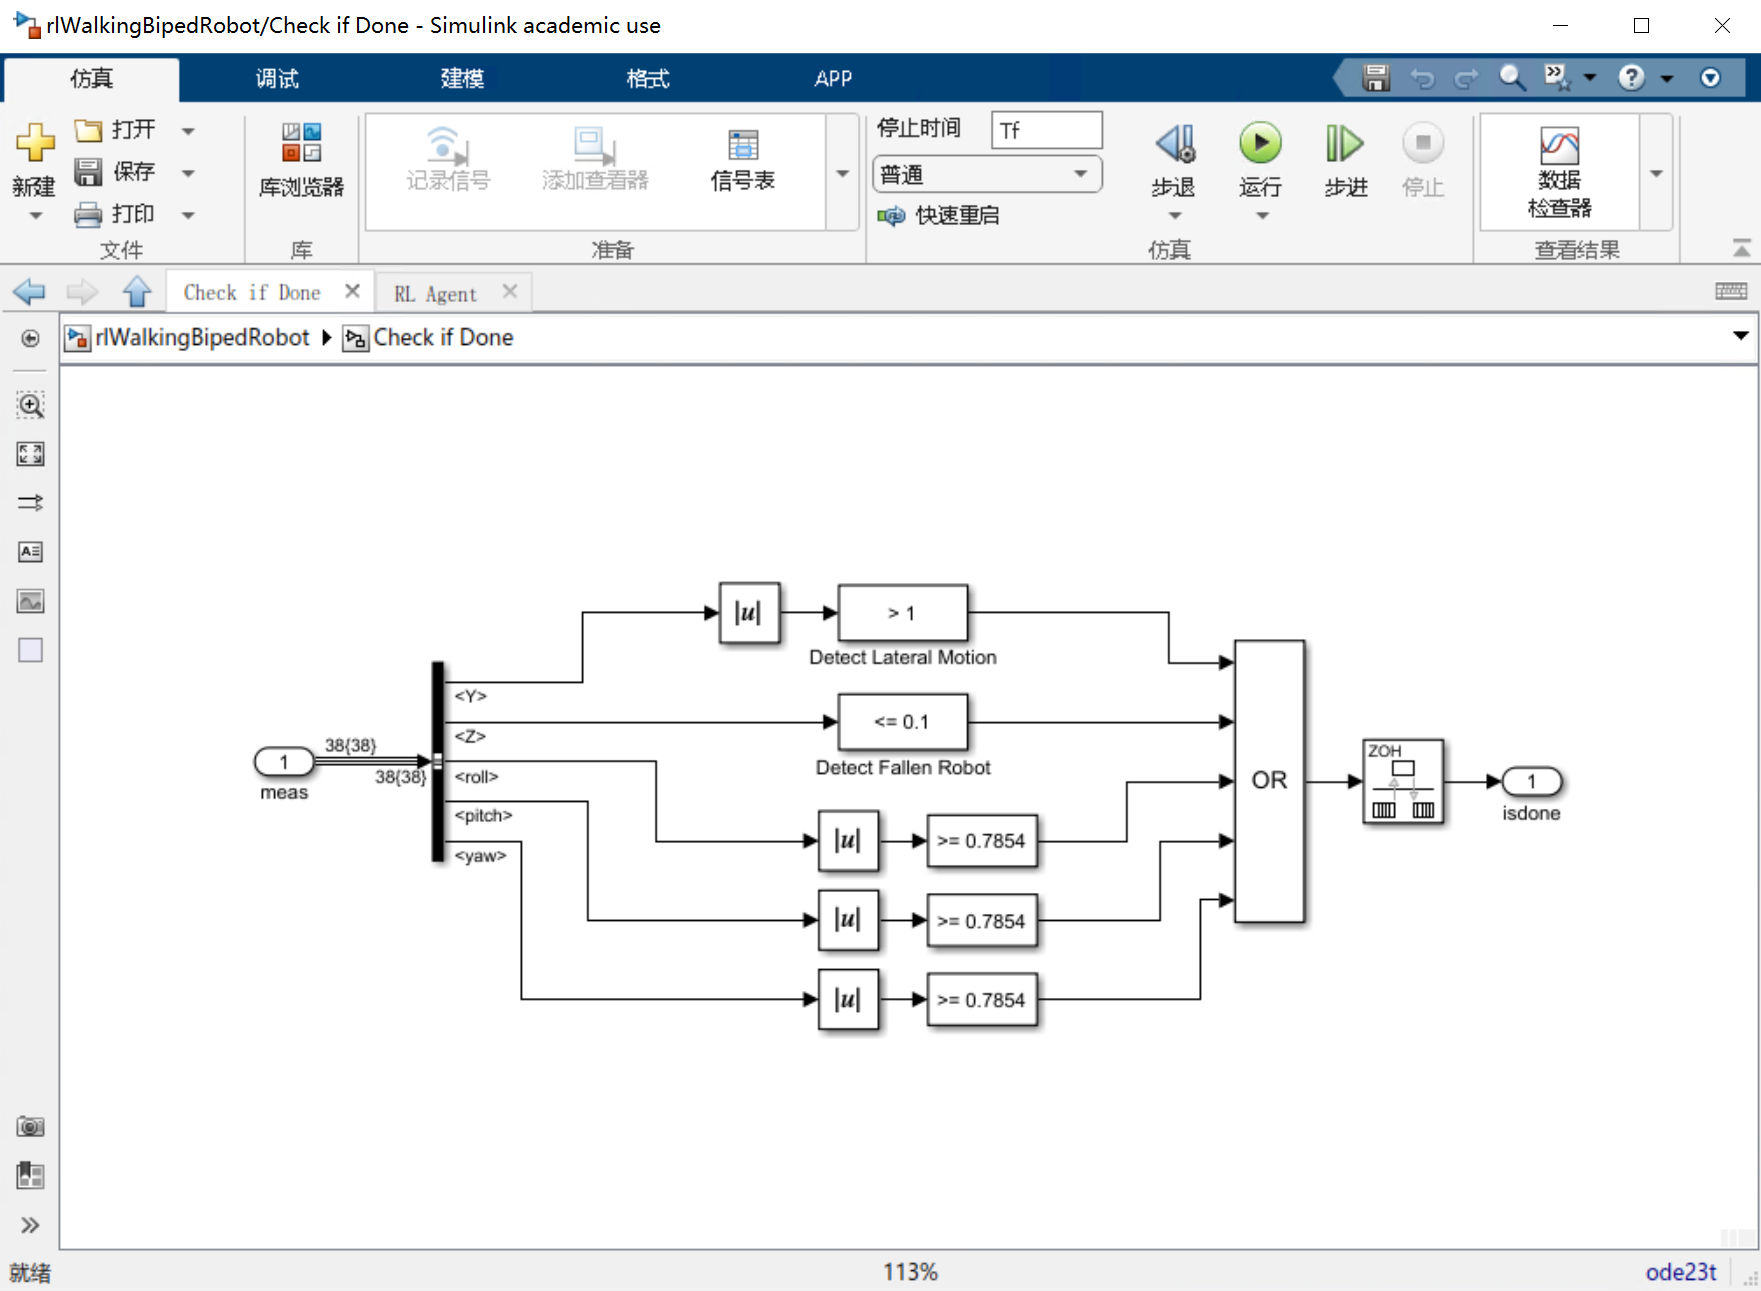 rlWalkingBipedRobot/Check if Done - Simulink academic use
仿真 调试 建模 格式 APP
新建
打开
保存
打印
文件
库浏览器
库
记录信号 添加查看器 信号表
准备
停止时间 Tf
普通
快速重启
步退 运行 步进 停止
仿真
数据
检查器
查看结果
Check if Done RL Agent
rlWalkingBipedRobot Check if Done
|u| > 1
Detect Lateral Motion
<Y>
<= 0.1
<Z>
Detect Fallen Robot
38{38}
1
meas
38{38}
<roll>
<pitch>
<yaw>
|u| >= 0.7854
|u| >= 0.7854
|u| >= 0.7854
OR
ZOH
1
isdone
就绪 113% ode23t